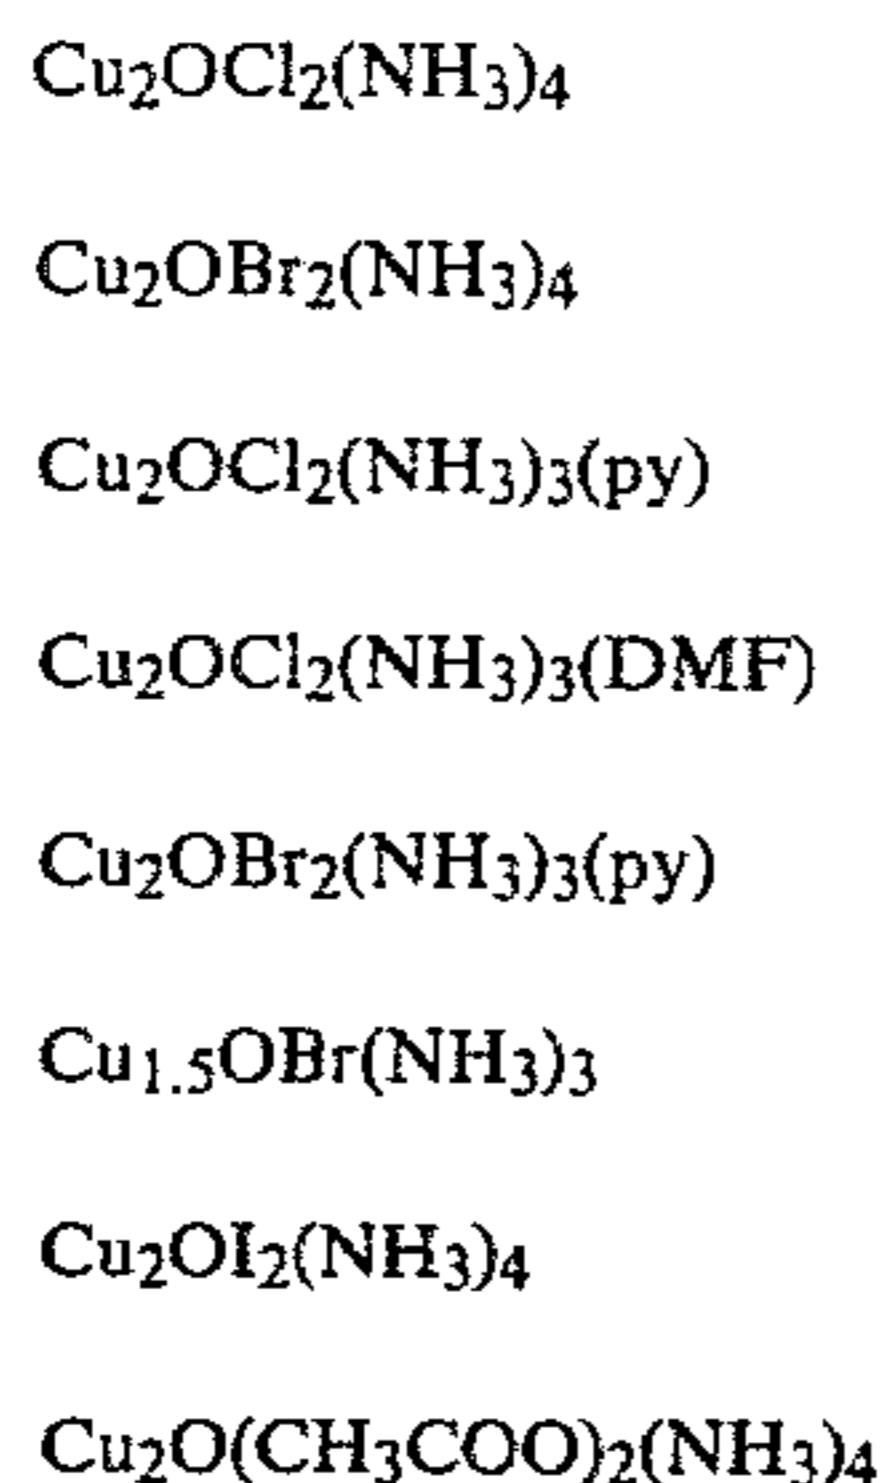 Cu₂OCl₂(NH₃)₄
Cu₂OBr₂(NH₃)₄
Cu₂OCl₂(NH₃)₃(py)
Cu₂OCl₂(NH₃)₃(DMF)
Cu₂OBr₂(NH₃)₃(py)
Cu₁.₅OBr(NH₃)₃
Cu₂OI₂(NH₃)₄
Cu₂O(CH₃COO)₂(NH₃)₄